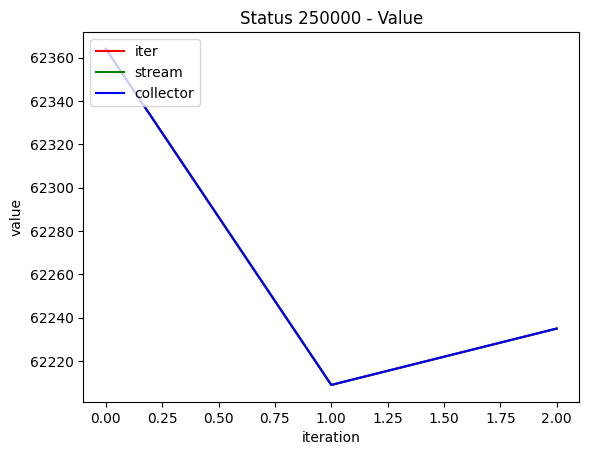 Status 250000 - Value
iter
stream
collector
value
62360
62340
62320
62300
62280
62260
62240
62220
0.00 0.25 0.50 0.75 1.00 1.25 1.50 1.75 2.00
iteration